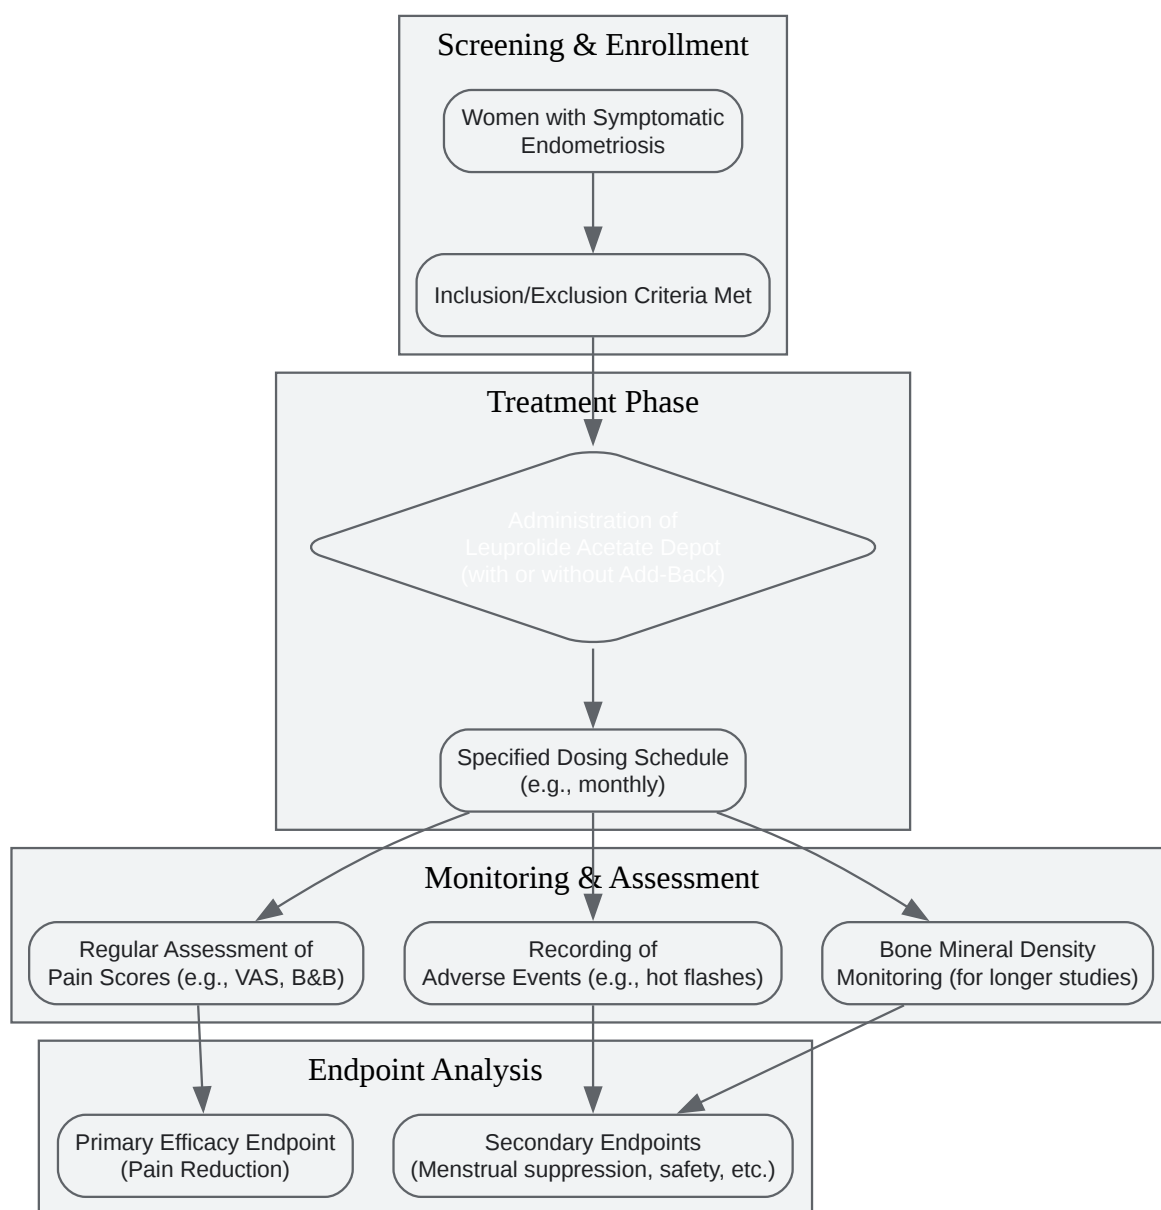 Screening & Enrollment
Women with Symptomatic
Endometriosis
Inclusion/Exclusion Criteria Met
Treatment Phase
Administration of
Leuprolide Acetate Depot
(with or without Add-Back)
Specified Dosing Schedule
(e.g., monthly)
Monitoring & Assessment
Regular Assessment of
Pain Scores (e.g., VAS, B&B)
Recording of
Adverse Events (e.g., hot flashes)
Bone Mineral Density
Monitoring (for longer studies)
Endpoint Analysis
Primary Efficacy Endpoint
(Pain Reduction)
Secondary Endpoints
(Menstrual suppression, safety, etc.)